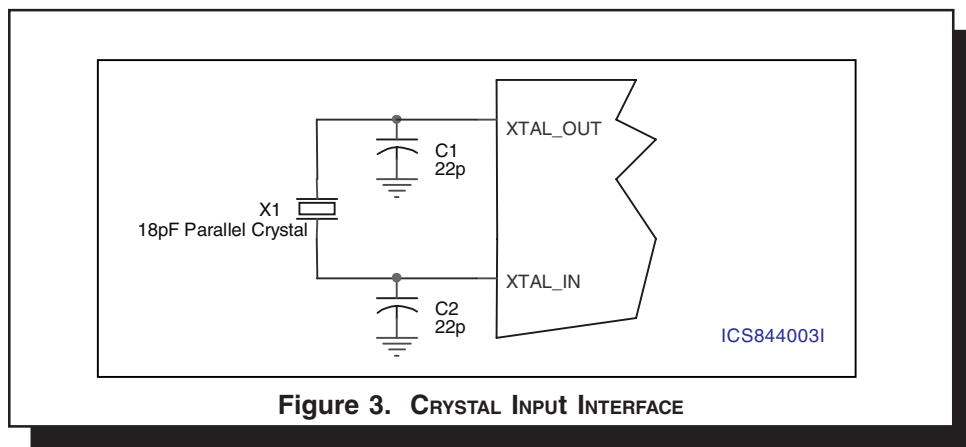 XTAL_OUT
C1
22p
X1
18pF Parallel Crystal
XTAL_IN
C2
22p
ICS844003I
Figure 3. CRYSTAL INPUt INTERFACE